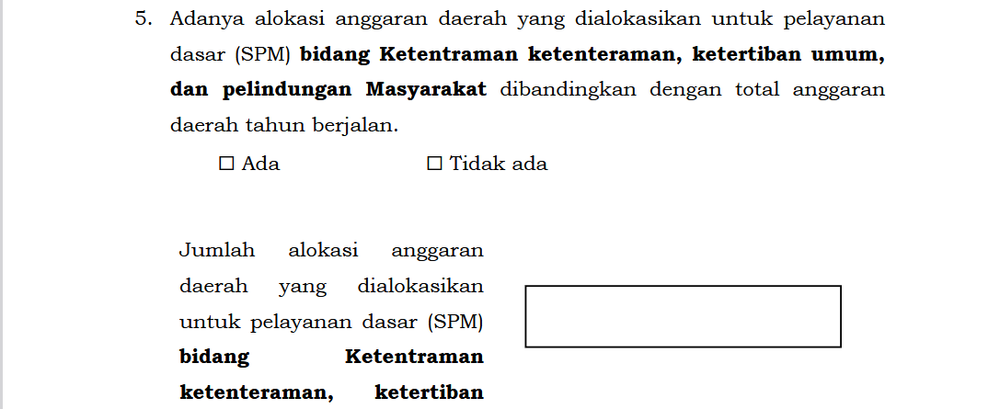 5. Adanya alokasi anggaran daerah yang dialokasikan untuk pelayanan
dasar (SPM) bidang Ketentraman ketenteraman, ketertiban umum,
dan pelindungan Masyarakat dibandingkan dengan total anggaran
daerah tahun berjalan.
☐ Ada ☐ Tidak ada
Jumlah alokasi anggaran
daerah yang dialokasikan
untuk pelayanan dasar (SPM)
bidang Ketentraman
ketenteraman, ketertiban